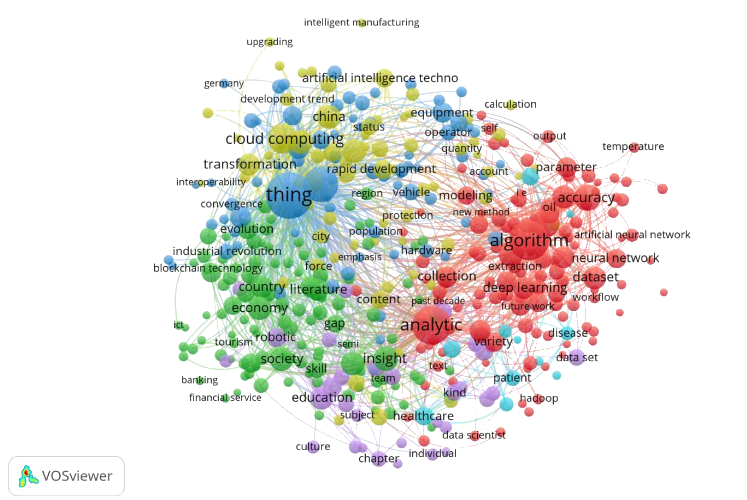 intelligent manufacturing
upgrading
artificial intelligence techno
germany
development trend
calculation
china
equipment
status
operator
self
cloud computing
output
quantity
temperature
transformation
rapid development
account
parameter
interoperability
thing
region
vehicle
modeling
i e
accuracy
convergence
protection
new method
oil
evolution
population
city
algorithm
artificial neural network
industrial revolution
emphasis
hardware
neural network
blockchain technology
force
extraction
collection
dataset
country
literature
deep learning
content
past decade
workflow
economy
future work
ict
gap
analytic
robotic
disease
tourism
semi
variety
society
insight
data set
skill
text
banking
team
patient
financial service
education
kind
hadoop
subject
healthcare
data scientist
culture
individual
chapter
VOSviewer